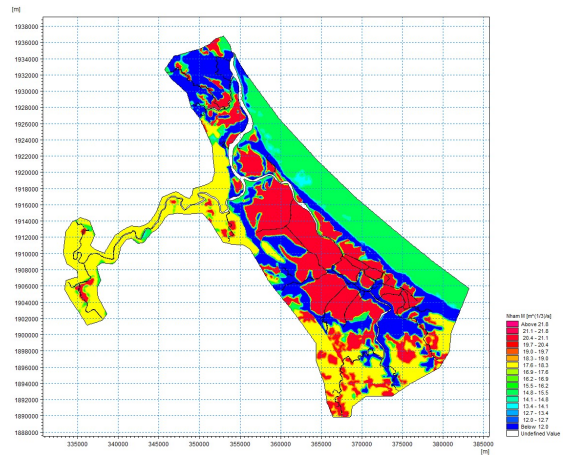 [m]
1938000
1936000
1934000
1932000
1930000
1928000
1926000
1924000
1922000
1920000
1918000
1916000
1914000
1912000
1910000
1908000
1906000
1904000
1902000
1900000
1898000
1896000
1894000
1892000
1890000
1888000
335000 340000 345000 350000 355000 360000 365000 370000 375000 380000 385000
[m]
Nham lll [m^(1/3)/s]
Above 21.8
21.1 - 21.8
20.4 - 21.1
19.7 - 20.4
19.0 - 19.7
18.3 - 19.0
17.6 - 18.3
16.9 - 17.6
16.2 - 16.9
15.5 - 16.2
14.8 - 15.5
14.1 - 14.8
13.4 - 14.1
12.7 - 13.4
12.0 - 12.7
Below 12.0
Undefined Value